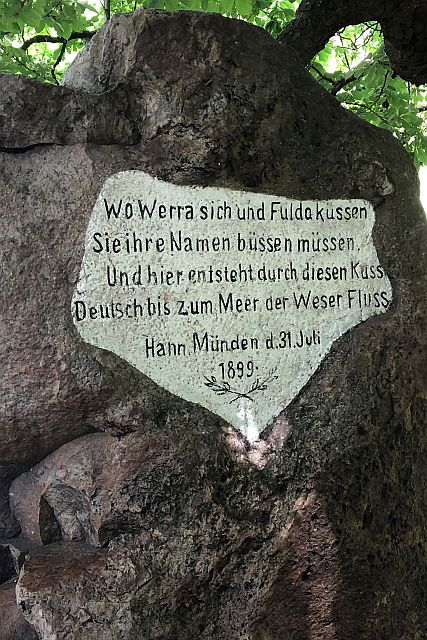 Wo Werra sich und Fulda küssen
Sie ihre Namen büssen müssen,
Und hier entsteht durch diesen Kuss
Deutsch bis zum Meer der Weser Fluss.
Hann. Münden d. 31. Juli
1899.